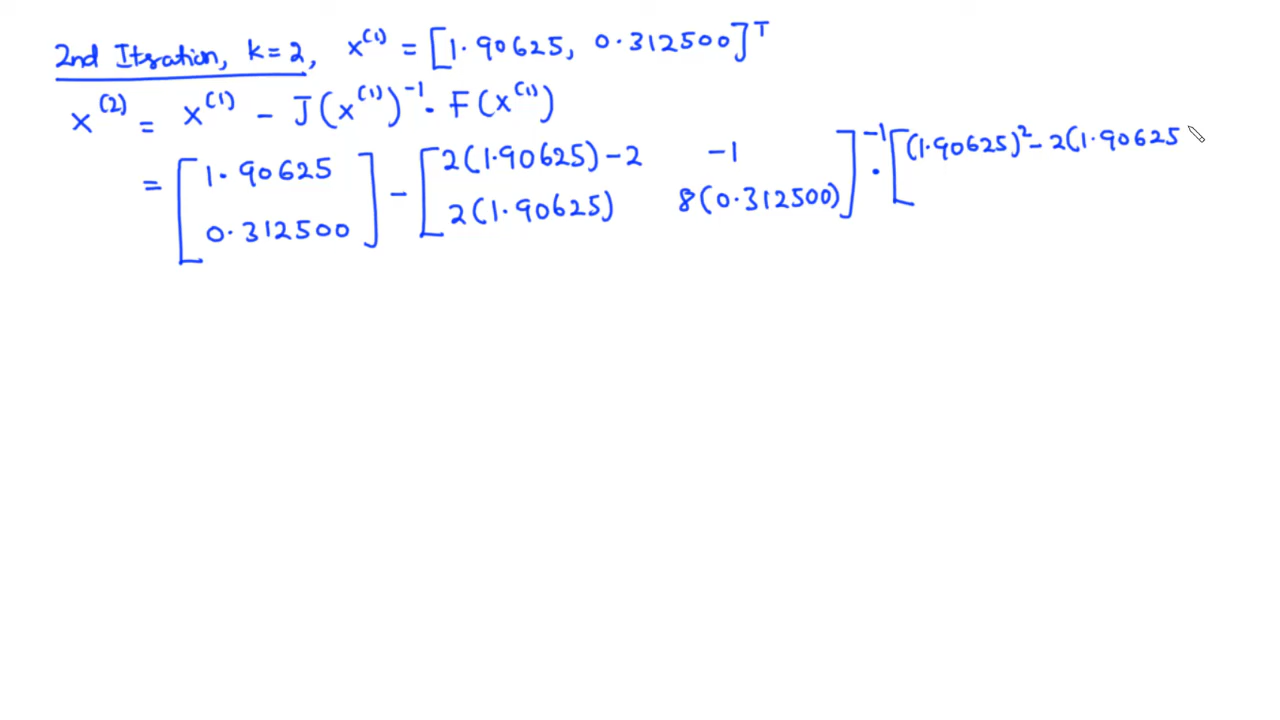 2nd Itération, k=2, x^(1) = [1.90625, 0.312500]^T
x^(2) = x^(1) - J(x^(1))^-1 · F(x^(1))
= [1.90625 0.312500] - [2(1.90625)-2 -1 2(1.90625) 8(0.312500)]^-1 · [(1.90625)^2 - 2(1.90625